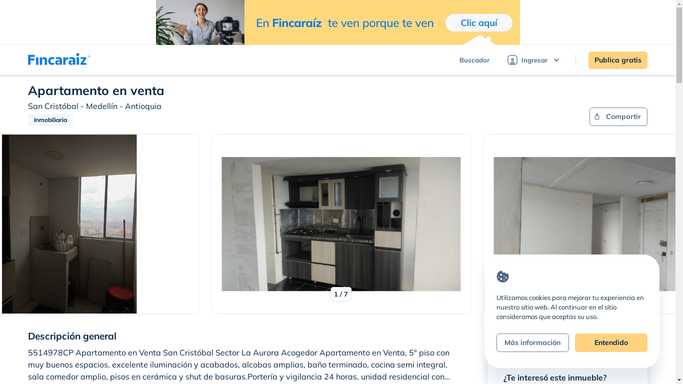 En Fincaraíz te ven porque te ven
Clic aquí
Fincaraiz
Buscador
Ingresar
Publica gratis
Apartamento en venta
San Cristóbal - Medellín - Antioquia
Inmobiliaria
Compartir
1 / 7
Utilizamos cookies para mejorar tu experiencia en
nuestro sitio web. Al continuar en el sitio
consideramos que aceptas su uso.
Más información
Entendido
Descripción general
5514978CP Apartamento en Venta San Cristóbal Sector La Aurora Acogedor Apartamento en Venta, 5° piso con
muy buenos espacios, excelente iluminación y acabados, alcobas amplias, baño terminado, cocina semi integral,
sala comedor amplio, pisos en cerámica y shut de basuras.Portería y vigilancia 24 horas, unidad residencial con...
¿Te interesó este inmueble?